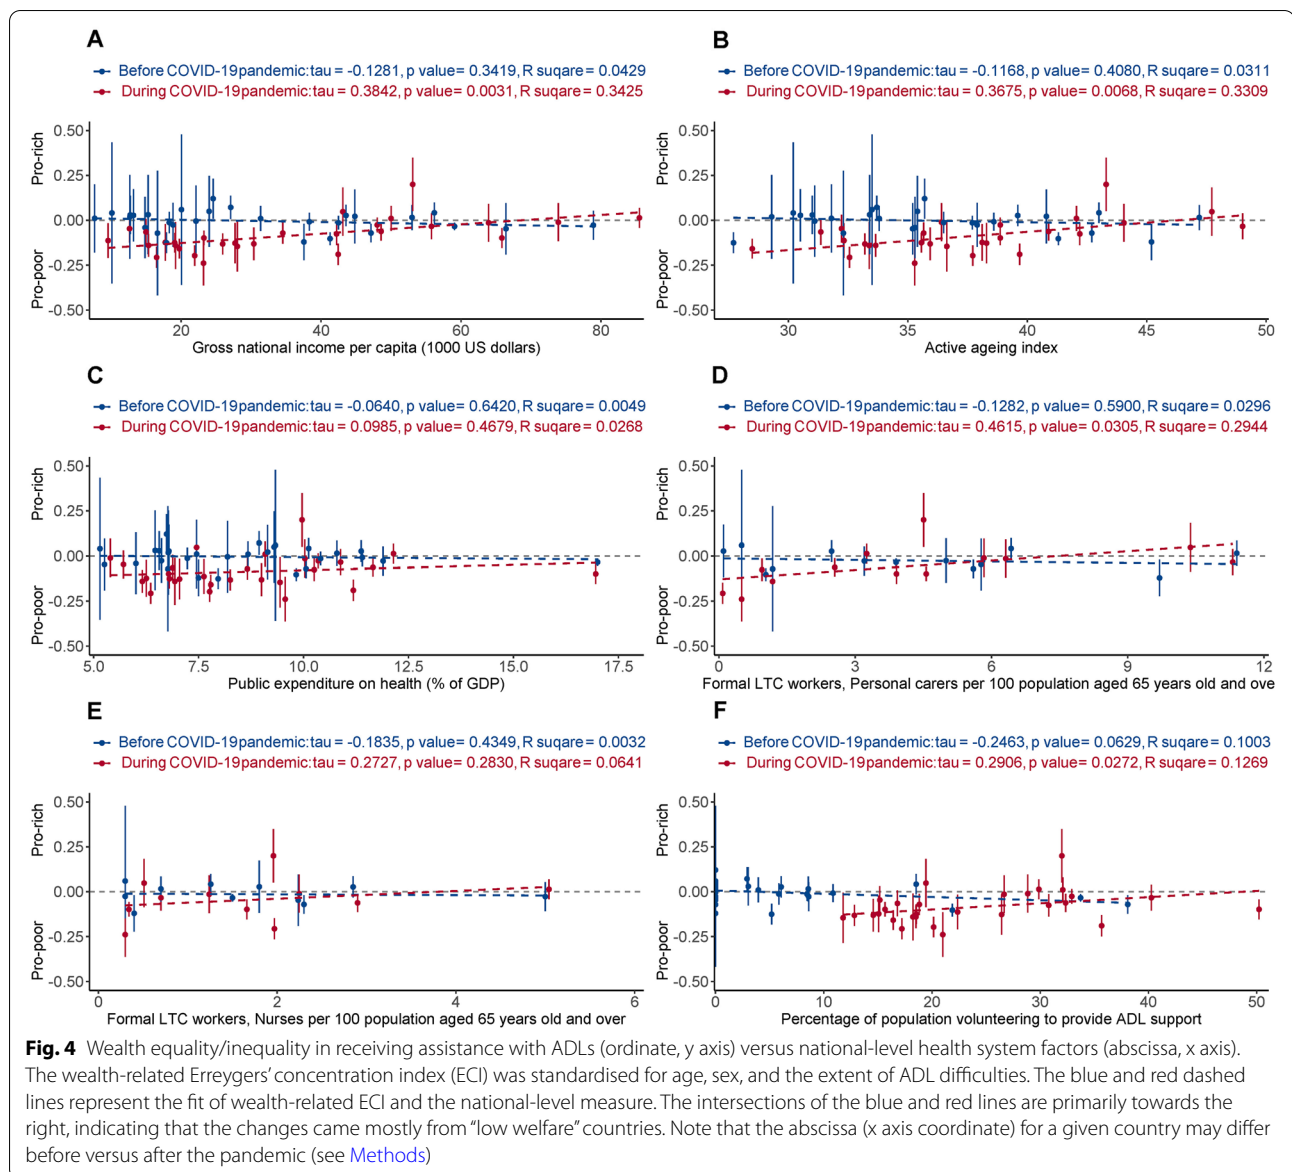 A
Before COVID-19pandemic:tau = -0.1281, p value= 0.3419, R suqare= 0.0429
During COVID-19pandemic:tau = 0.3842, p value= 0.0031, R suqare= 0.3425
Pro-rich
Pro-poor
0.50
0.25
0.00
-0.25
-0.50
20 40 60 80
Gross national income per capita (1000 US dollars)
B
Before COVID-19pandemic:tau = -0.1168, p value= 0.4080, R suqare= 0.0311
During COVID-19pandemic:tau = 0.3675, p value= 0.0068, R suqare= 0.3309
Pro-rich
Pro-poor
0.50
0.25
0.00
-0.25
-0.50
30 35 40 45 50
Active ageing index
C
Before COVID-19pandemic:tau = -0.0640, p value= 0.6420, R suqare= 0.0049
During COVID-19pandemic:tau = 0.0985, p value= 0.4679, R suqare= 0.0268
Pro-rich
Pro-poor
0.50
0.25
0.00
-0.25
-0.50
5.0 7.5 10.0 12.5 15.0 17.5
Public expenditure on health (% of GDP)
D
Before COVID-19pandemic:tau = -0.1282, p value= 0.5900, R suqare= 0.0296
During COVID-19pandemic:tau = 0.4615, p value= 0.0305, R suqare= 0.2944
Pro-rich
Pro-poor
0.50
0.25
0.00
-0.25
-0.50
0 3 6 9 12
Formal LTC workers, Personal carers per 100 population aged 65 years old and ove
E
Before COVID-19pandemic:tau = -0.1835, p value= 0.4349, R suqare= 0.0032
During COVID-19pandemic:tau = 0.2727, p value= 0.2830, R suqare= 0.0641
Pro-rich
Pro-poor
0.50
0.25
0.00
-0.25
-0.50
0 2 4 6
Formal LTC workers, Nurses per 100 population aged 65 years old and over
F
Before COVID-19pandemic:tau = -0.2463, p value= 0.0629, R suqare= 0.1003
During COVID-19pandemic:tau = 0.2906, p value= 0.0272, R suqare= 0.1269
Pro-rich
Pro-poor
0.50
0.25
0.00
-0.25
-0.50
0 10 20 30 40 50
Percentage of population volunteering to provide ADL support
Fig. 4 Wealth equality/inequality in receiving assistance with ADLs (ordinate, y axis) versus national-level health system factors (abscissa, x axis).
The wealth-related Erreygers’ concentration index (ECI) was standardised for age, sex, and the extent of ADL difficulties. The blue and red dashed
lines represent the fit of wealth-related ECI and the national-level measure. The intersections of the blue and red lines are primarily towards the
right, indicating that the changes came mostly from “low welfare” countries. Note that the abscissa (x axis coordinate) for a given country may differ
before versus after the pandemic (see Methods)